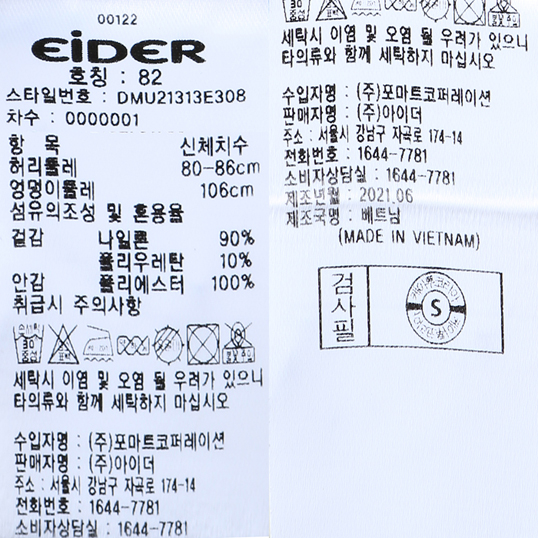 00122
EiDER
호칭 : 82
스타일번호 : DMU21313E308
차수 : 0000001
항 목 신체치수
허리둘레 80-86cm
엉덩이둘레 106cm
섬유의조성 및 혼용율
겉감 나일론 90%
폴리우레탄 10%
안감 폴리에스터 100%
취급시 주의사항
세탁시 이염 및 오염 될 우려가 있으니
타의류와 함께 세탁하지 마십시오
수입자명 : (주)포마트코퍼레이션
판매자명 : (주)아이더
주소 : 서울시 강남구 자곡로 174-14
전화번호 : 1644-7781
소비자상담실 : 1644-7781
세탁시 이염 및 오염 될 우려가 있으니
타의류와 함께 세탁하지 마십시오
수입자명 : (주)포마트코퍼레이션
판매자명 : (주)아이더
주소 : 서울시 강남구 자곡로 174-14
전화번호 : 1644-7781
소비자상담실 : 1644-7781
제조년월 : 2021.06
제조국명 : 베트남
(MADE IN VIETNAM)
검사필
S